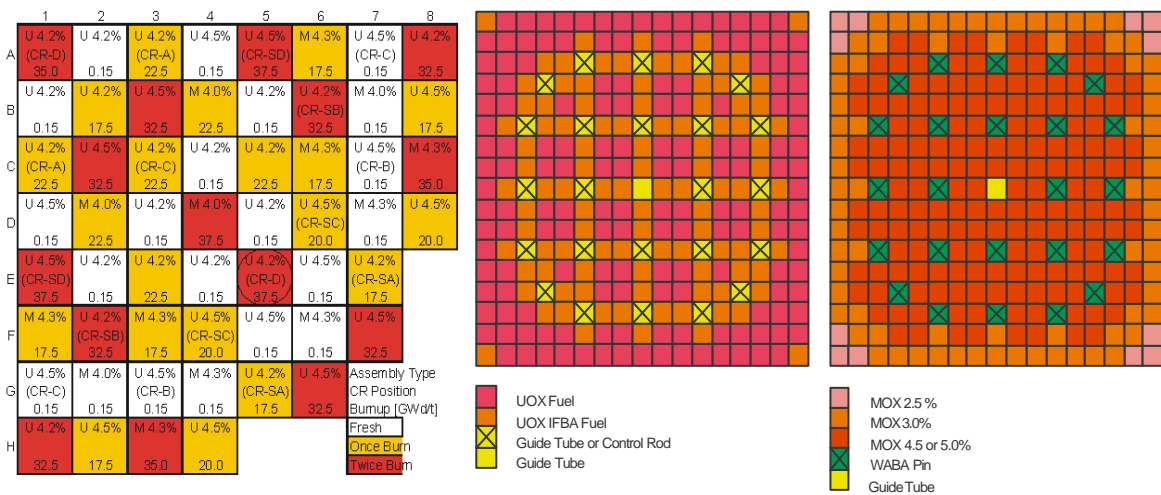 1 2 3 4 5 6 7 8
U 4.2% U 4.2% U 4.2% U 4.5% U 4.5% M 4.3% U 4.5% U 4.2%
A (CR-D) (CR-A) (CR-SD) (CR-C)
35.0 0.15 22.5 0.15 37.5 17.5 0.15 32.5
U 4.2% U 4.2% U 4.5% M 4.0% U 4.2% U 4.2% M 4.0% U 4.5%
B (CR-SB)
0.15 17.5 32.5 22.5 0.15 32.5 0.15 17.5
U 4.2% U 4.5% U 4.2% U 4.2% U 4.2% M 4.3% U 4.5% M 4.3%
C (CR-A) (CR-C) (CR-B)
22.5 32.5 22.5 0.15 22.5 17.5 0.15 35.0
U 4.5% M 4.0% U 4.2% M 4.0% U 4.2% U 4.5% M 4.3% U 4.5%
D (CR-SC)
0.15 22.5 0.15 37.5 0.15 20.0 0.15 20.0
U 4.5% U 4.2% U 4.2% U 4.2% U 4.2% U 4.5% U 4.2%
E (CR-SD) (CR-D) (CR-SA)
37.5 0.15 22.5 0.15 37.5 0.15 17.5
M 4.3% U 4.2% M 4.3% U 4.5% U 4.5% M 4.3% U 4.5%
F (CR-SB) (CR-SC)
17.5 32.5 17.5 20.0 0.15 0.15 32.5
U 4.5% M 4.0% U 4.5% M 4.3% U 4.2% U 4.5% Assembly Type
G (CR-C) (CR-B) (CR-SA) CR Position
0.15 0.15 0.15 0.15 17.5 32.5 Burnup [GWd/t]
U 4.2% U 4.5% M 4.3% U 4.5% Fresh
H Once Burn
32.5 17.5 35.0 20.0 Twice Burn
UOX Fuel
UOX IFBA Fuel
Guide Tube or Control Rod
Guide Tube
MOX 2.5 %
MOX 3.0%
MOX 4.5 or 5.0%
WABA Pin
Guide Tube